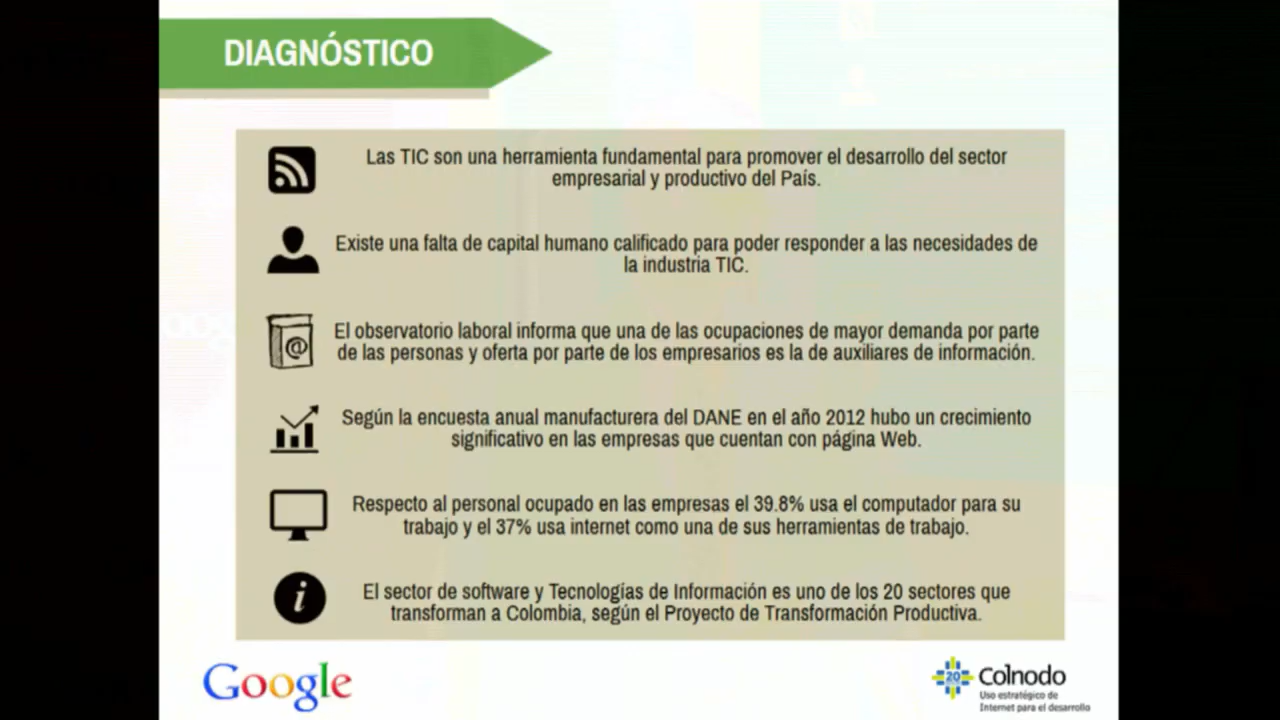 DIAGNÓSTICO
Las TIC son una herramienta fundamental para promover el desarrollo del sector
empresarial y productivo del País.
Existe una falta de capital humano calificado para poder responder a las necesidades de
la industria TIC.
El observatorio laboral informa que una de las ocupaciones de mayor demanda por parte
de las personas y oferta por parte de los empresarios es la de auxiliares de información.
Según la encuesta anual manufacturera del DANE en el año 2012 hubo un crecimiento
significativo en las empresas que cuentan con página Web.
Respecto al personal ocupado en las empresas el 39.8% usa el computador para su
trabajo y el 37% usa internet como una de sus herramientas de trabajo.
El sector de software y Tecnologías de Información es uno de los 20 sectores que
transforman a Colombia, según el Proyecto de Transformación Productiva.
Google
20 Colnodo
Uso estratégico de
Internet para el desarrollo